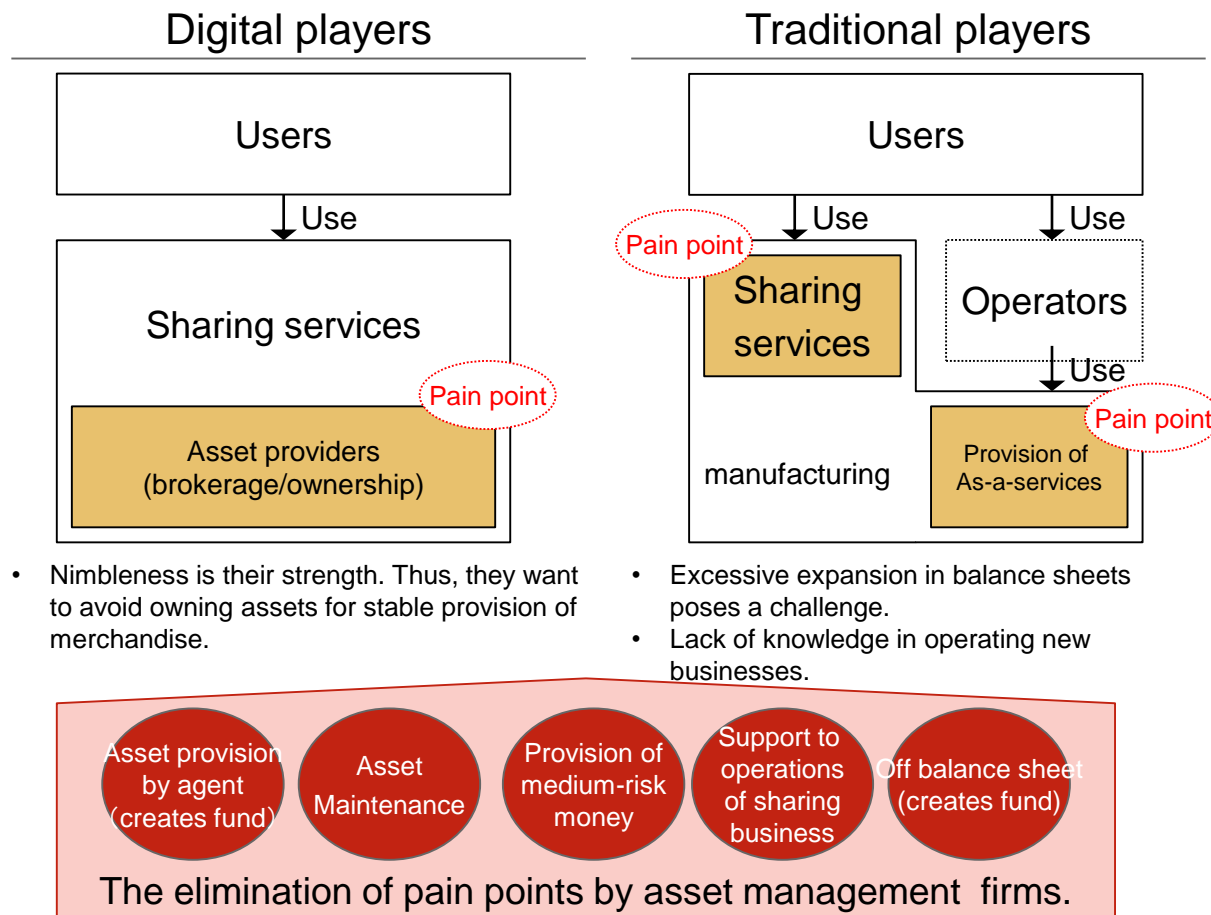 Digital players
Users
Use
Sharing services
Pain point
Asset providers
(brokerage/ownership)
• Nimbleness is their strength. Thus, they want
to avoid owning assets for stable provision of
merchandise.
Traditional players
Users
Use
Use
Pain point
Sharing
services
Operators
Use
Pain point
manufacturing
Provision of
As-a-services
• Excessive expansion in balance sheets
poses a challenge.
• Lack of knowledge in operating new
businesses.
Asset provision
by agent
(creates fund)
Asset
Maintenance
Provision of
medium-risk
money
Support to
operations
of sharing
business
Off balance sheet
(creates fund)
The elimination of pain points by asset management firms.